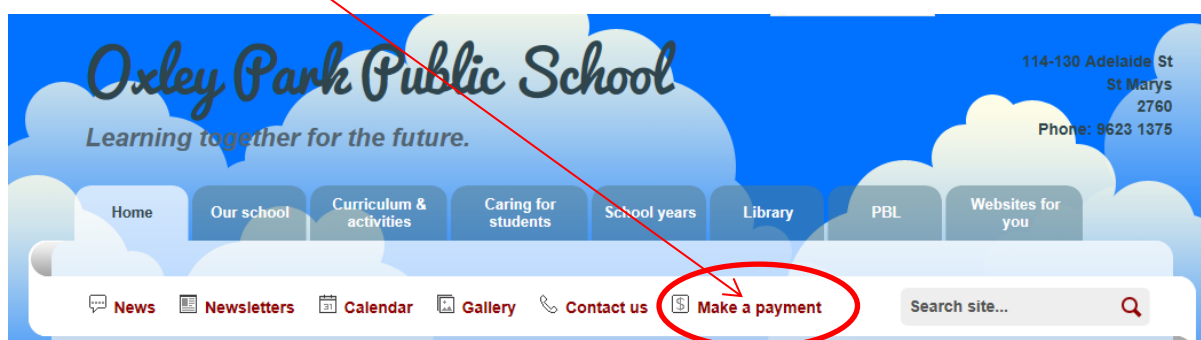 Oxley Park Public School
Learning together for the future.
114-130 Adelaide St
St Marys
2760
Phone: 9623 1375
Home
Our school
Curriculum &
activities
Caring for
students
School years
Library
PBL
Websites for
you
News
Newsletters
31
Calendar
Gallery
Contact us
$
Make a payment
Search site...